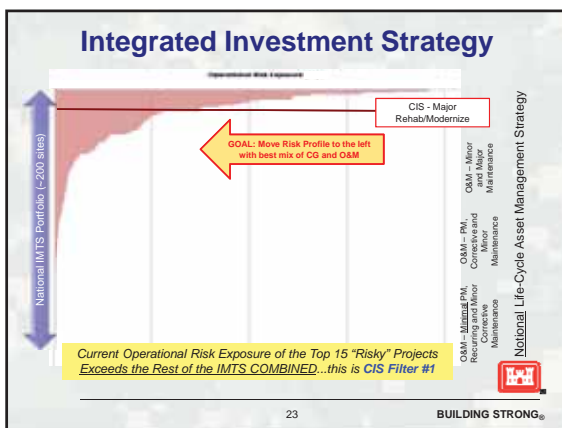 Integrated Investment Strategy
Operational Risk Exposure
National IMTS Portfolio (~200 sites)
CIS - Major
Rehab/Modernize
GOAL: Move Risk Profile to the left
with best mix of CG and O&M
O&M – Minor
and Major
Maintenance
O&M – PM,
Corrective and
Minor
Maintenance
O&M – Minimal PM,
Recurring and Minor
Corrective
Maintenance
Notional Life-Cycle Asset Management Strategy
Current Operational Risk Exposure of the Top 15 "Risky" Projects
Exceeds the Rest of the IMTS COMBINED...this is CIS Filter #1
23
BUILDING STRONG®